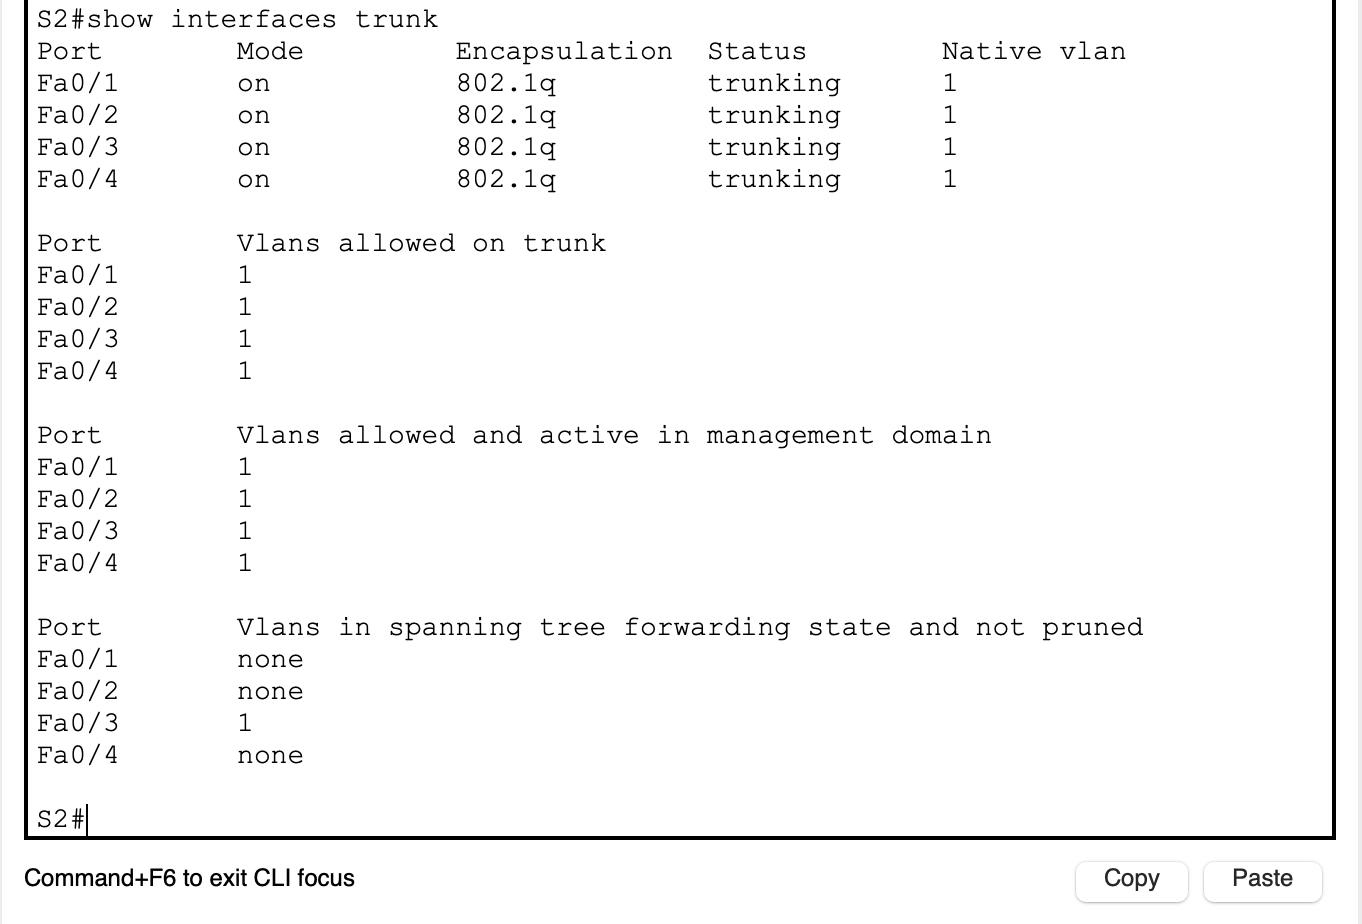 S2#show interfaces trunk
Port Mode Encapsulation Status Native vlan
Fa0/1 on 802.1q trunking 1
Fa0/2 on 802.1q trunking 1
Fa0/3 on 802.1q trunking 1
Fa0/4 on 802.1q trunking 1
Port Vlans allowed on trunk
Fa0/1 1
Fa0/2 1
Fa0/3 1
Fa0/4 1
Port Vlans allowed and active in management domain
Fa0/1 1
Fa0/2 1
Fa0/3 1
Fa0/4 1
Port Vlans in spanning tree forwarding state and not pruned
Fa0/1 none
Fa0/2 none
Fa0/3 1
Fa0/4 none
S2#
Command+F6 to exit CLI focus Copy Paste